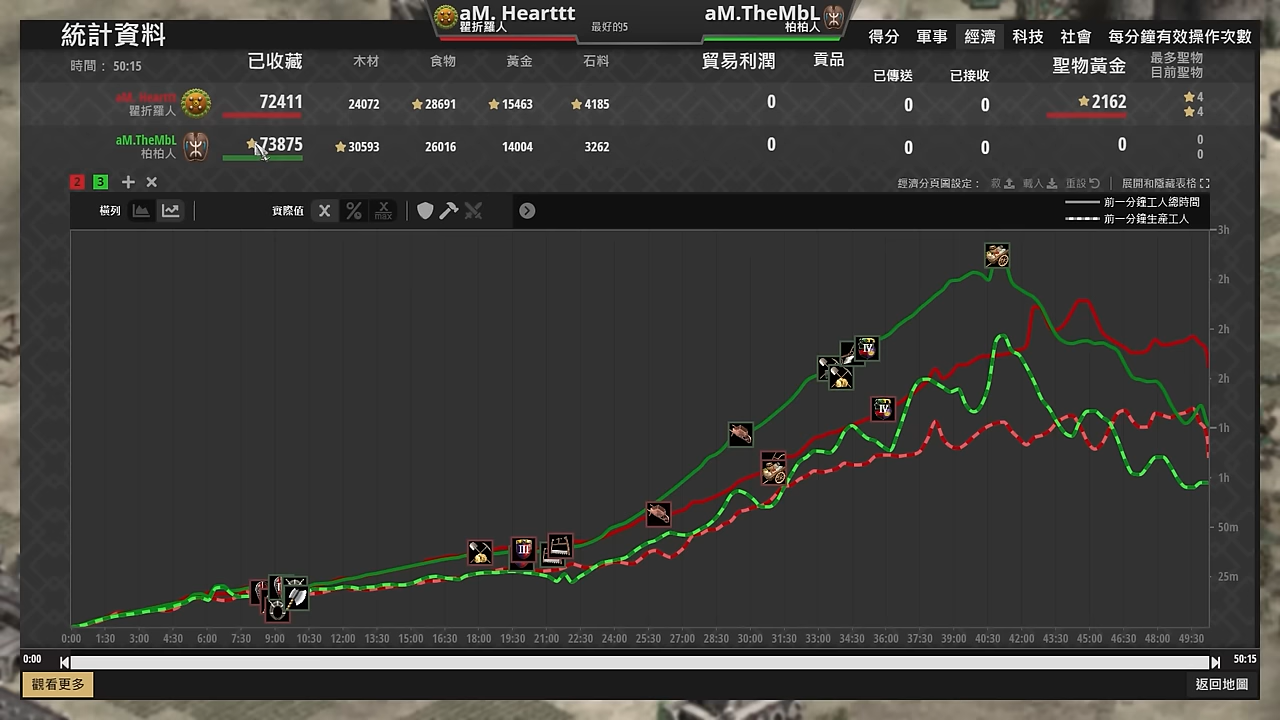 aM. Hearttt
瞿折羅人
最好的5
aM.TheMbL
柏柏人
統計資料
得分 軍事 經濟 科技 社會 每分鐘有效操作次數
時間： 50:15
已收藏 木材 食物 黃金 石料 貿易利潤 貢品 已傳送 已接收 聖物黃金 最多聖物
目前聖物
aM. Hearttt
瞿折羅人
72411 24072 28691 15463 4185 0 0 0 2162 4
4
aM.TheMbL
柏柏人
73875 30593 26016 14004 3262 0 0 0 0 0
0
2 3
經濟分頁圖設定： 載入 重設 展開和隱藏表格
橫列 實際值 X % X max
前一分鐘工人總時間
前一分鐘生產工人
3h
2h
2h
2h
1h
1h
50m
25m
IV
IV
III
0:00 1:30 3:00 4:30 6:00 7:30 9:00 10:30 12:00 13:30 15:00 16:30 18:00 19:30 21:00 22:30 24:00 25:30 27:00 28:30 30:00 31:30 33:00 34:30 36:00 37:30 39:00 40:30 42:00 43:30 45:00 46:30 48:00 49:30
0:00 50:15
觀看更多 返回地圖